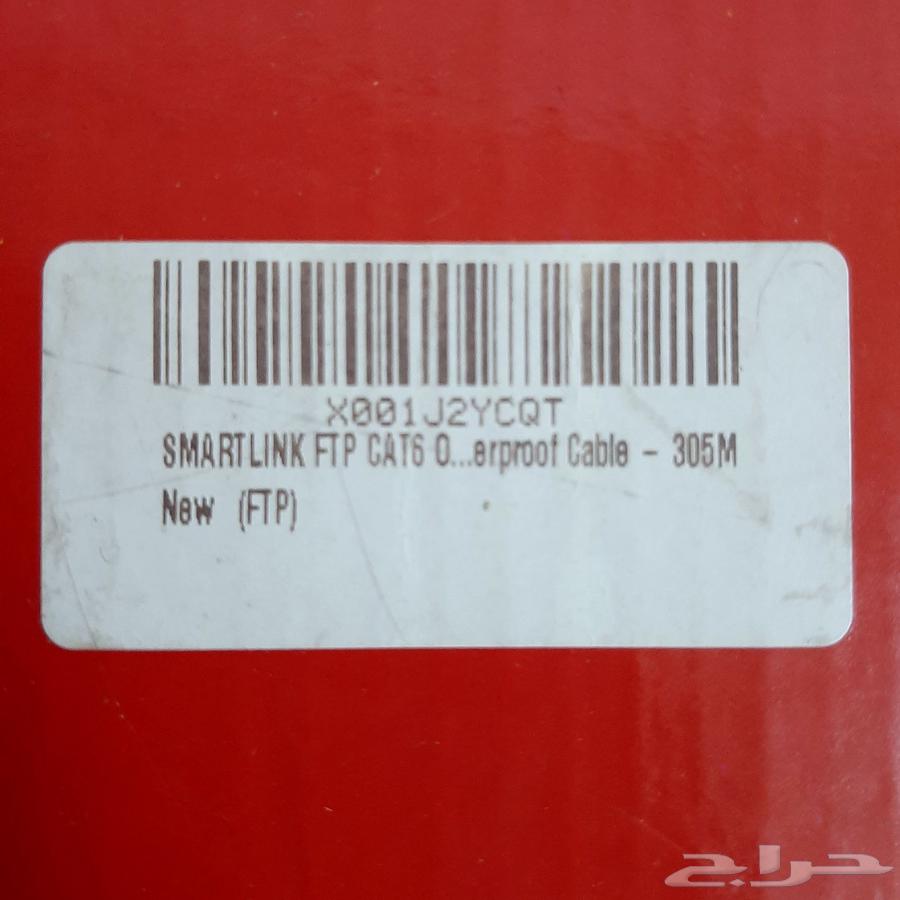 X001J2YCQT
SMARTLINK FTP CAT6 O...erproof Cable - 305M
New (FTP)
حراج